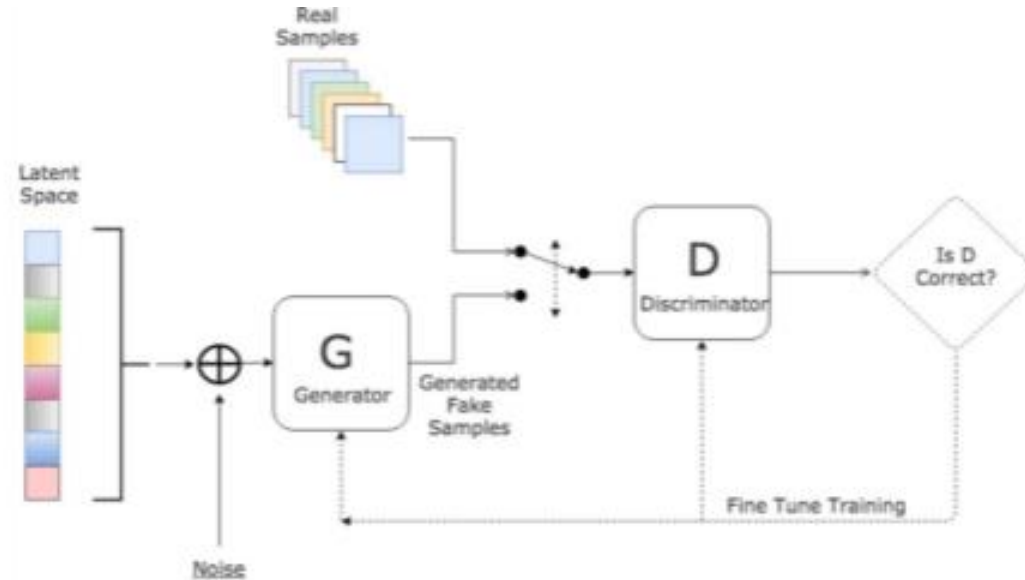 Real
Samples
Latent
Space
D
Discriminator
Is D
Correct?
G
Generator
Generated
Fake
Samples
Fine Tune Training
Noise